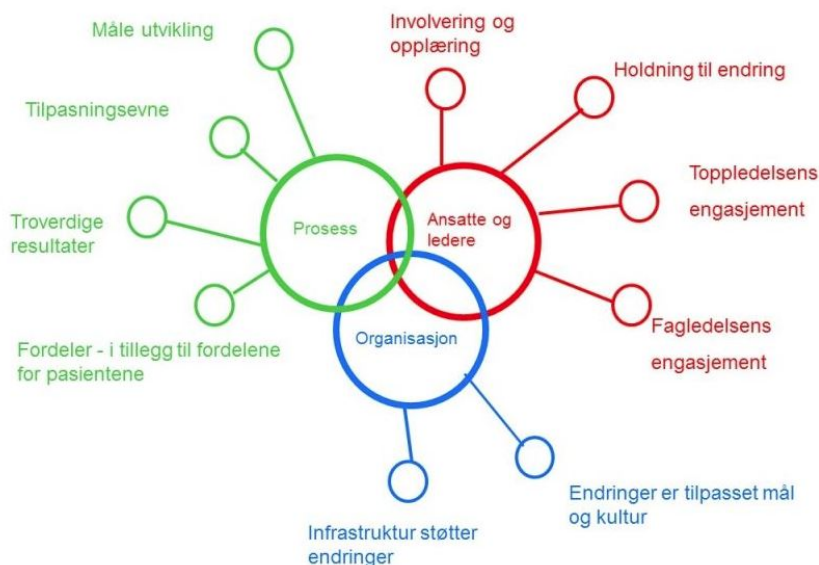 Måle utvikling
Tilpasningsevne
Troverdige
resultater
Fordeler - i tillegg til fordelene
for pasientene
Prosess
Involvering og
opplæring
Holdning til endring
Toppledelsens
engasjement
Fagledelsens
engasjement
Ansatte og
ledere
Organisasjon
Infrastruktur støtter
endringer
Endringer er tilpasset mål
og kultur